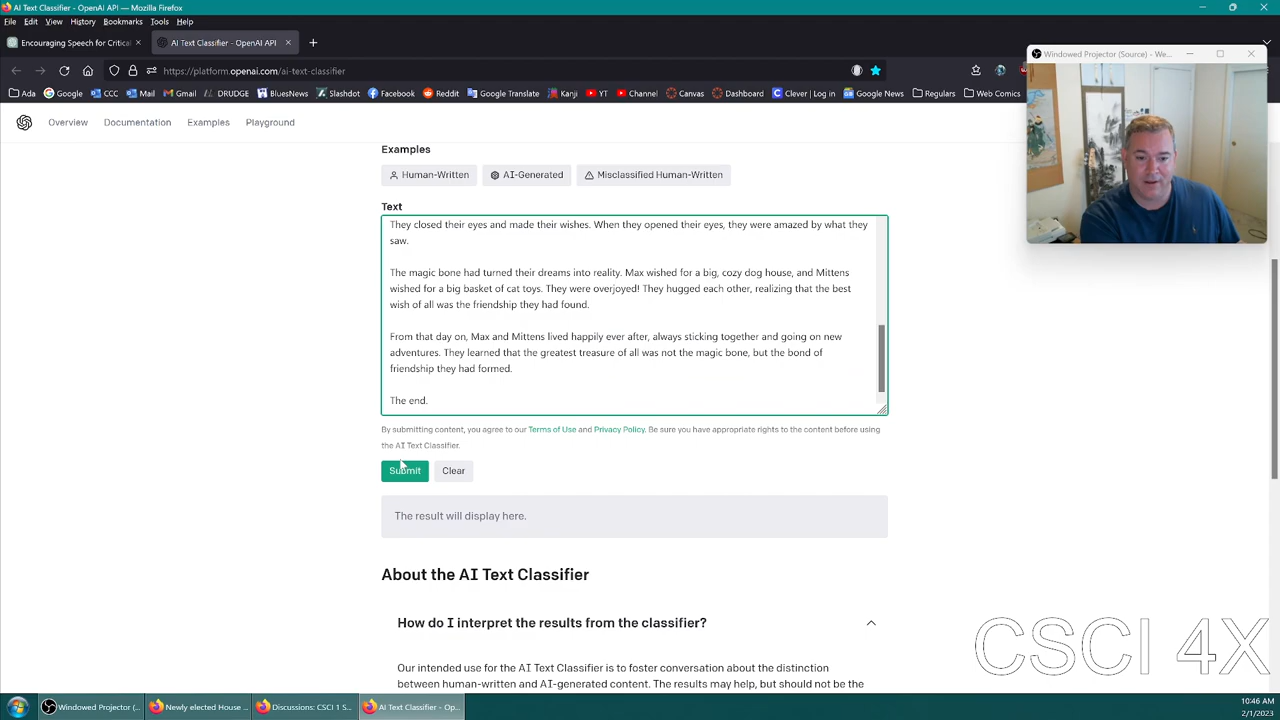 AI Text Classifier - OpenAI API — Mozilla Firefox
File Edit View History Bookmarks Tools Help
Encouraging Speech for Critical
AI Text Classifier - OpenAI API
https://platform.openai.com/ai-text-classifier
Ada Google CCC Mail Gmail DRUDGE BluesNews Slashdot Facebook Reddit Google Translate Kanji YT Channel Canvas Dashboard Clever | Log in Google News Regulars Web Comics
Windowed Projector (Source) - We...
Overview Documentation Examples Playground
Examples
Human-Written AI-Generated Misclassified Human-Written
Text
They closed their eyes and made their wishes. When they opened their eyes, they were amazed by what they
saw.
The magic bone had turned their dreams into reality. Max wished for a big, cozy dog house, and Mittens
wished for a big basket of cat toys. They were overjoyed! They hugged each other, realizing that the best
wish of all was the friendship they had found.
From that day on, Max and Mittens lived happily ever after, always sticking together and going on new
adventures. They learned that the greatest treasure of all was not the magic bone, but the bond of
friendship they had formed.
The end.
By submitting content, you agree to our Terms of Use and Privacy Policy. Be sure you have appropriate rights to the content before using
the AI Text Classifier.
Submit Clear
The result will display here.
About the AI Text Classifier
How do I interpret the results from the classifier?
Our intended use for the AI Text Classifier is to foster conversation about the distinction
between human-written and AI-generated content. The results may help, but should not be the
CSCI 4X
Windowed Projector (... Newly elected House ... Discussions: CSCI 1 S... AI Text Classifier - Op...
10:46 AM
2/1/2023